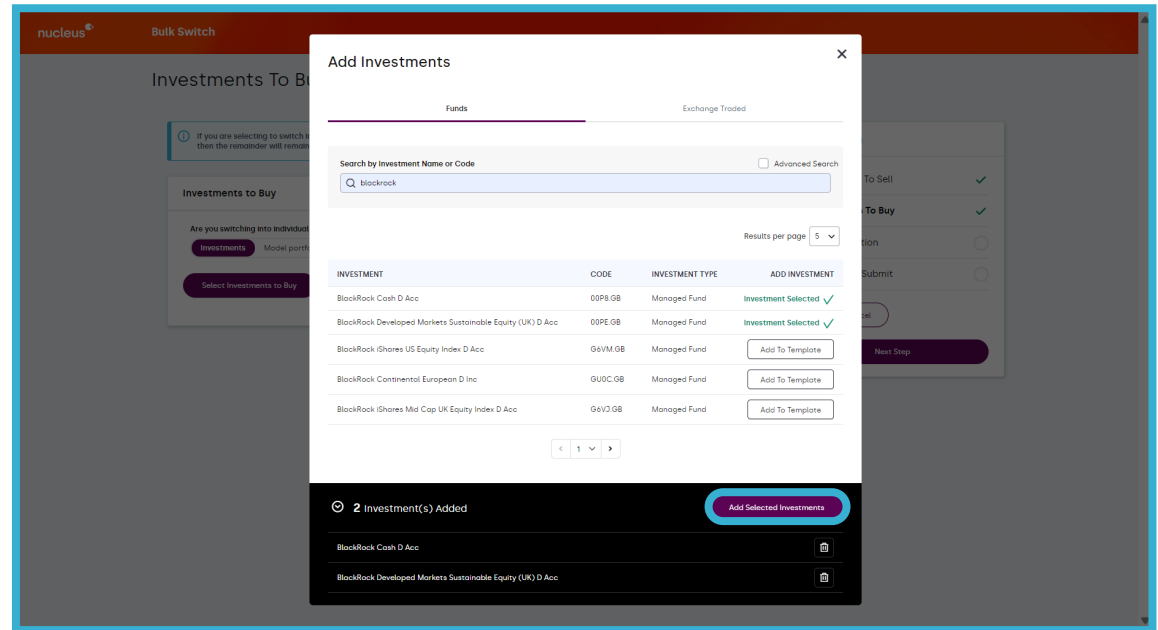 nucleus
Bulk Switch
Investments To Bu
If you are selecting to switch in
then the remainder will remain
Investments to Buy
Are you switching into individual
Investments Model portfo
Select Investments to Buy
Add Investments
Funds Exchange Traded
Search by Investment Name or Code Advanced Search
blackrock
Results per page 5
INVESTMENT CODE INVESTMENT TYPE ADD INVESTMENT
BlackRock Cash D Acc 00P8.GB Managed Fund Investment Selected
BlackRock Developed Markets Sustainable Equity (UK) D Acc 00PE.GB Managed Fund Investment Selected
BlackRock iShares US Equity Index D Acc G6VM.GB Managed Fund Add To Template
BlackRock Continental European D Inc GU0C.GB Managed Fund Add To Template
BlackRock iShares Mid Cap UK Equity Index D Acc G6VJ.GB Managed Fund Add To Template
1
2 Investment(s) Added Add Selected Investments
BlackRock Cash D Acc
BlackRock Developed Markets Sustainable Equity (UK) D Acc
To Sell
To Buy
tion
Submit
cel
Next Step